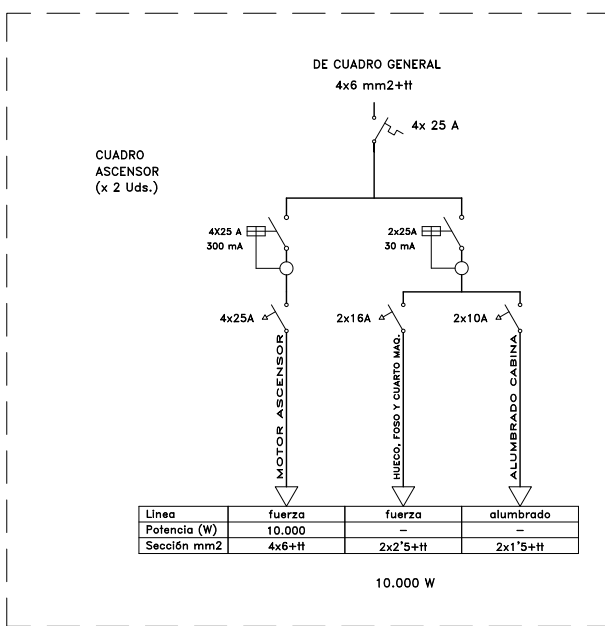 DE CUADRO GENERAL
4x6 mm2+tt
4x 25 A
CUADRO
ASCENSOR
(x 2 Uds.)
4X25 A
300 mA
2x25A
30 mA
4x25A
2x16A
2x10A
MOTOR ASCENSOR
HUECO, FOSO Y CUARTO MAQ.
ALUMBRADO CABINA
Linea fuerza fuerza alumbrado
Potencia (W) 10.000 – –
Sección mm2 4x6+tt 2x2'5+tt 2x1'5+tt
10.000 W